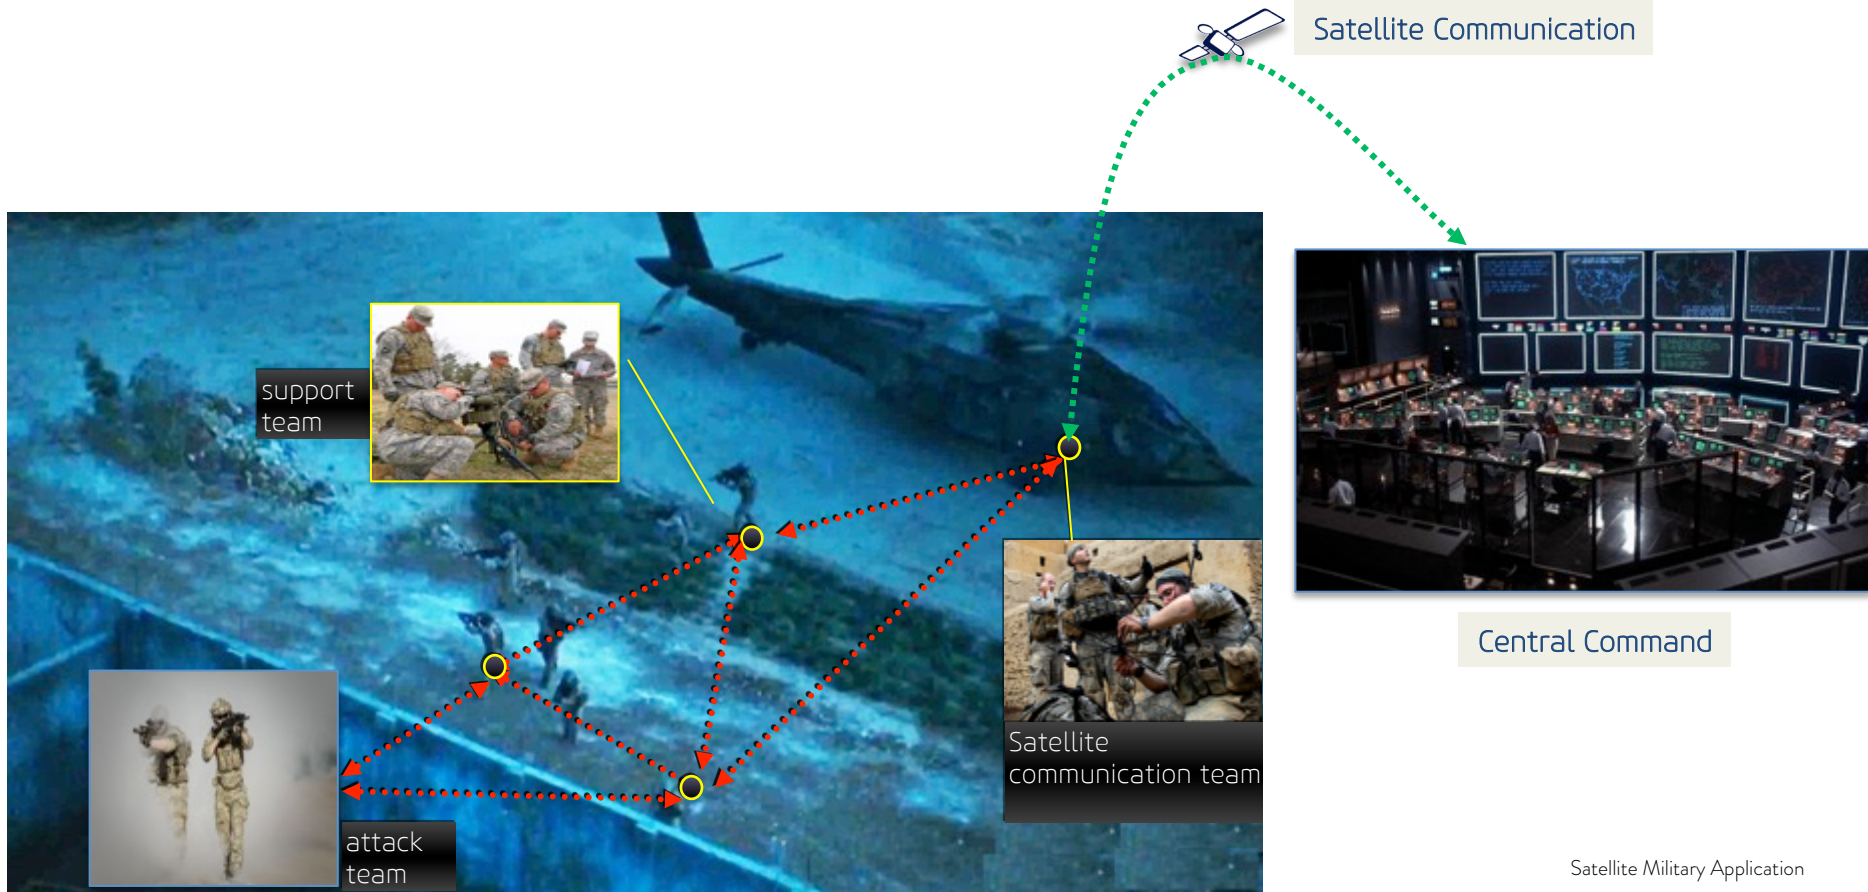 Satellite Communication
support
team
Satellite
communication team
Central Command
attack
team
Satellite Military Application